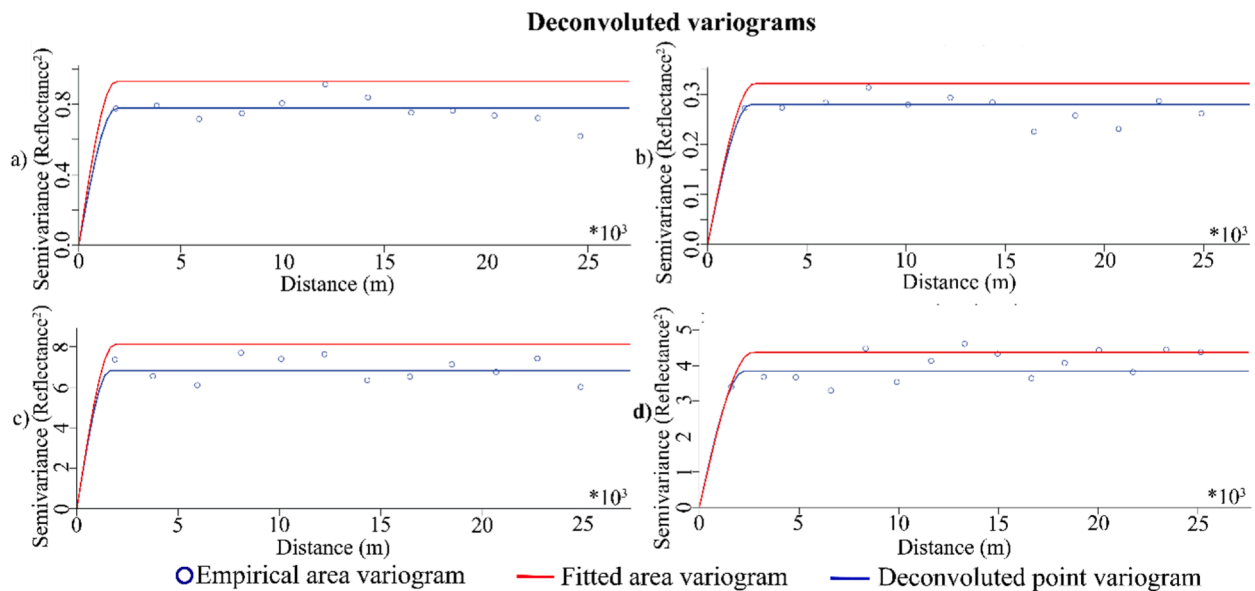 Deconvoluted variograms
a)
Semivariance (Reflectance²)
0.0
0.4
0.8
0
5
10
15
20
25
*10³
Distance (m)
b)
Semivariance (Reflectance²)
0.0
0.1
0.2
0.3
0
5
10
15
20
25
*10³
Distance (m)
c)
Semivariance (Reflectance²)
0
2
4
6
8
0
5
10
15
20
25
*10³
Distance (m)
d)
Semivariance (Reflectance²)
0
1
2
3
4
5
0
5
10
15
20
25
*10³
Distance (m)
Empirical area variogram
Fitted area variogram
Deconvoluted point variogram